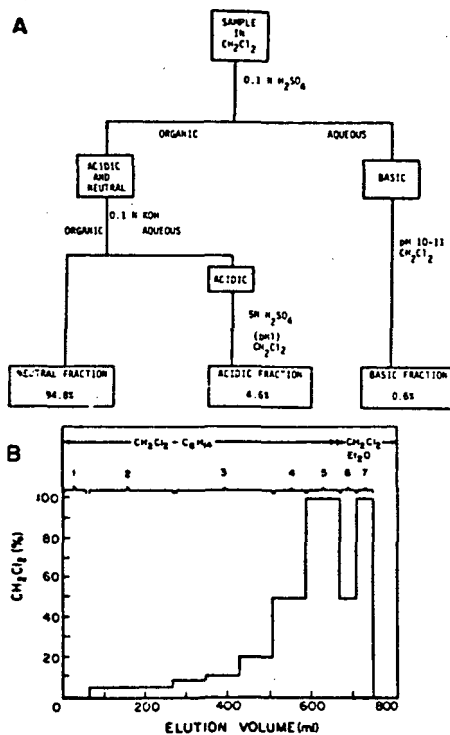 A
SAMPLE
IN
CH2Cl2
0.1 N H2SO4
ORGANIC AQUEOUS
ACIDIC
AND
NEUTRAL
BASIC
0.1 N KOH
ORGANIC AQUEOUS
pH 10-11
CH2Cl2
ACIDIC
5N H2SO4
(pH1)
CH2Cl2
NEUTRAL FRACTION
94.8%
ACIDIC FRACTION
4.6%
BASIC FRACTION
0.6%
B
CH2Cl2 - C6H14
CH2Cl2
Et2O
1 2 3 4 5 6 7
100
80
60
40
20
CH2Cl2 (%)
0 200 400 600 800
ELUTION VOLUME (ml)